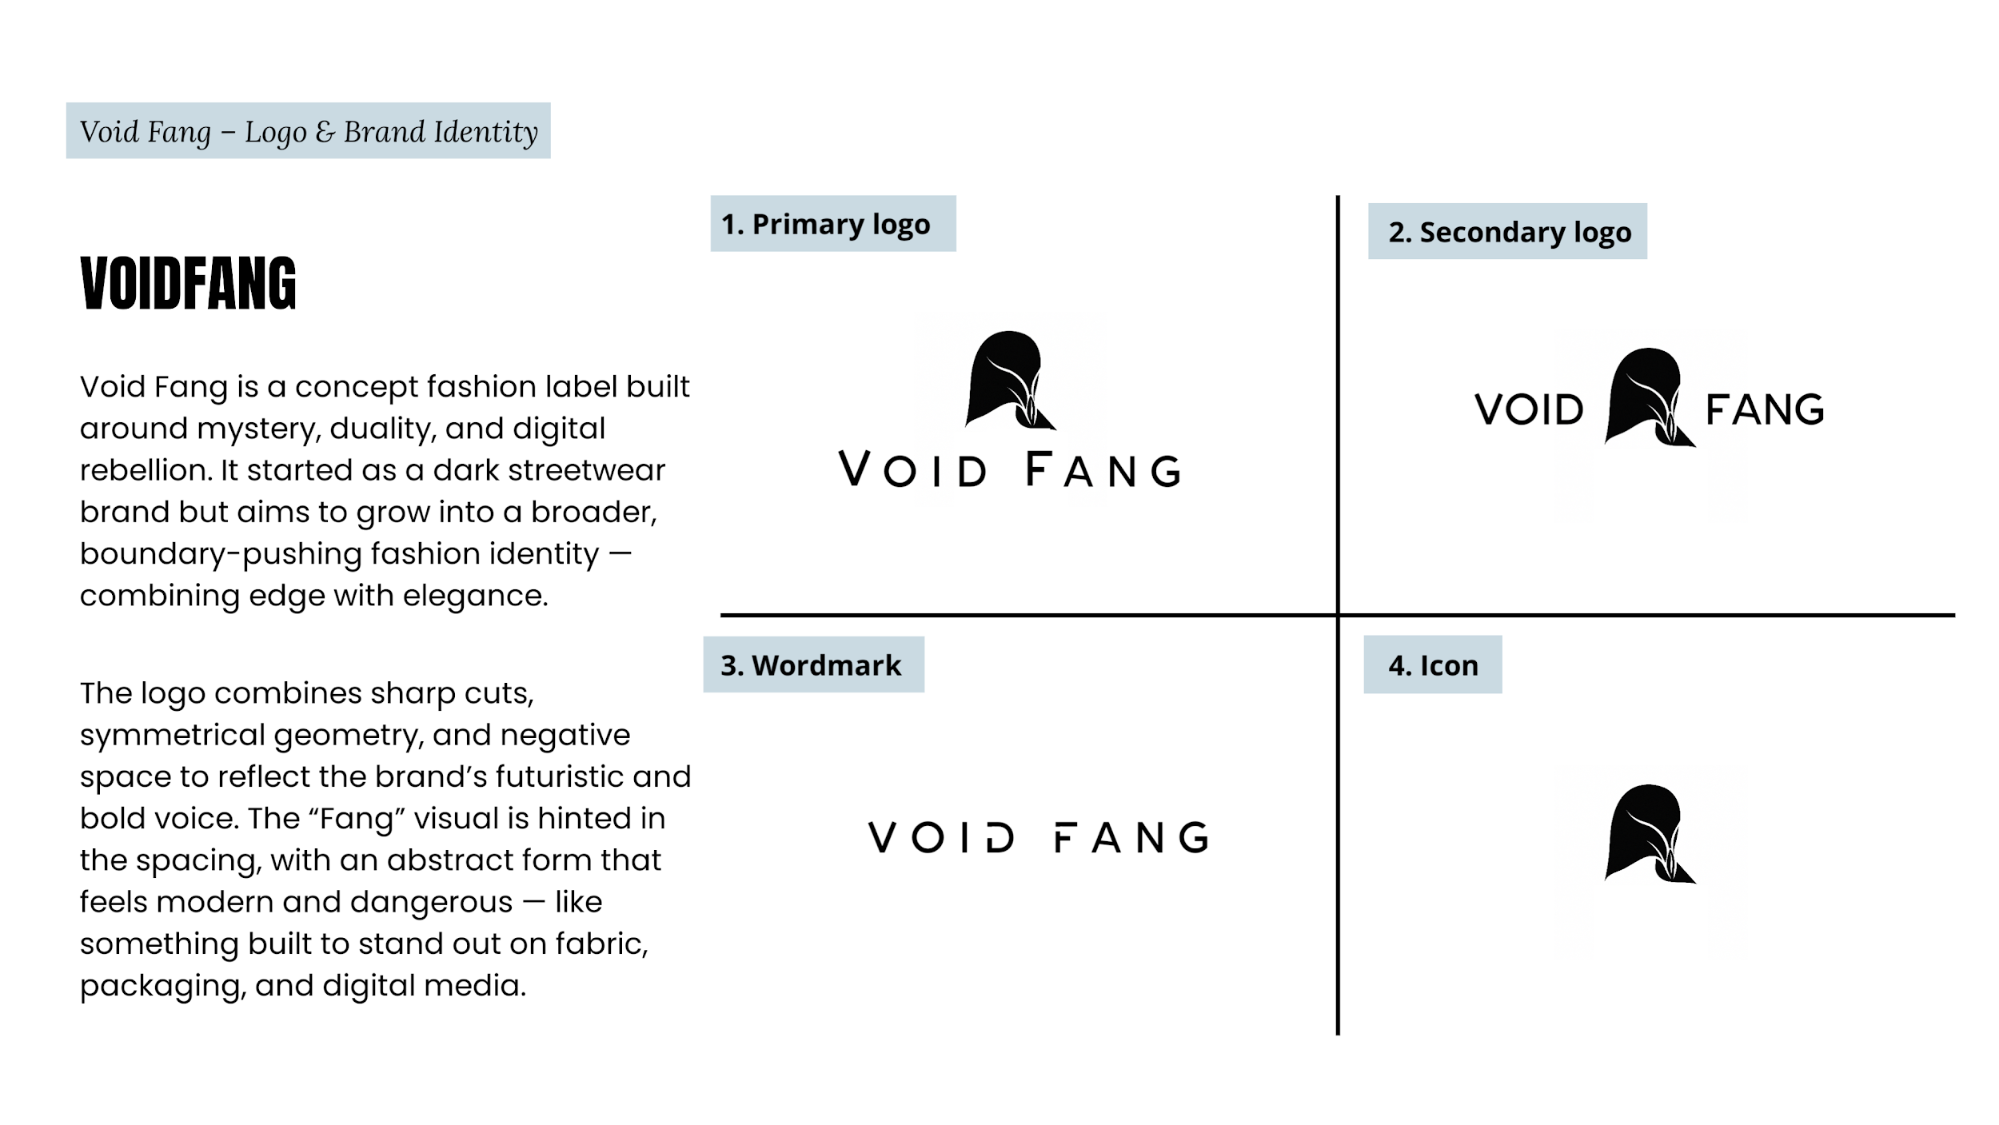 Void Fang – Logo & Brand Identity
VOIDFANG
Void Fang is a concept fashion label built
around mystery, duality, and digital
rebellion. It started as a dark streetwear
brand but aims to grow into a broader,
boundary-pushing fashion identity —
combining edge with elegance.
The logo combines sharp cuts,
symmetrical geometry, and negative
space to reflect the brand’s futuristic and
bold voice. The “Fang” visual is hinted in
the spacing, with an abstract form that
feels modern and dangerous — like
something built to stand out on fabric,
packaging, and digital media.
1. Primary logo
VOID FANG
2. Secondary logo
VOID FANG
3. Wordmark
VOID FANG
4. Icon